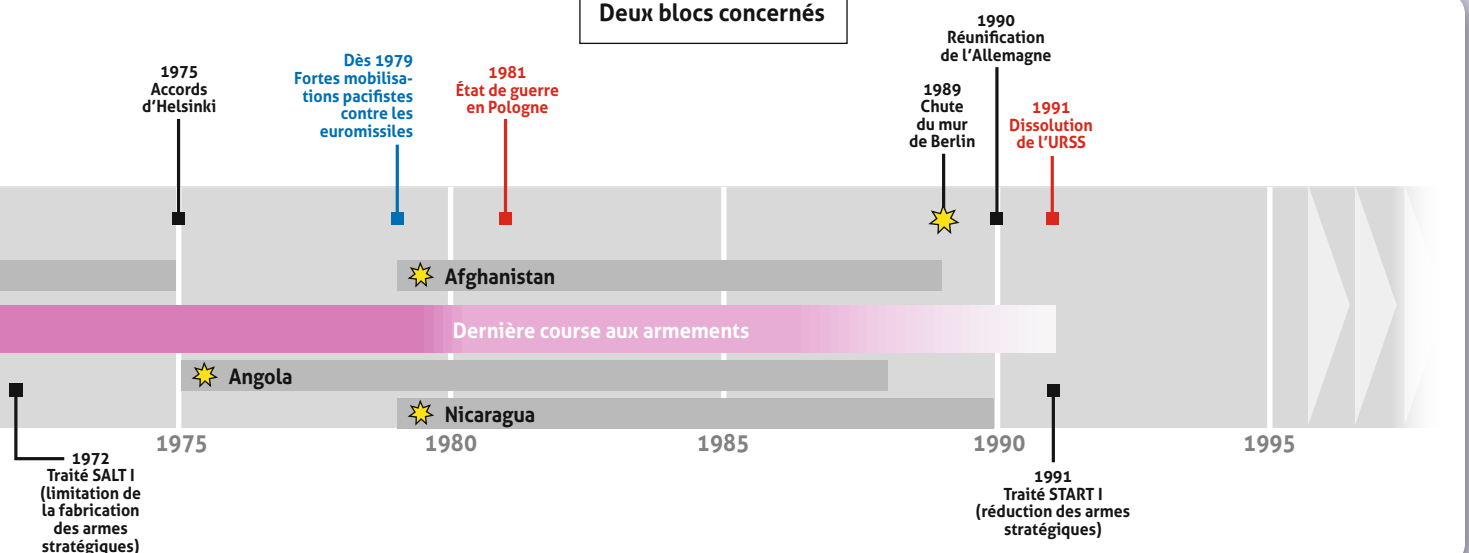 Deux blocs concernés
1975
Accords
d'Helsinki
Dès 1979
Fortes mobilisa-
tions pacifistes
contre les
euromissiles
1981
État de guerre
en Pologne
1989
Chute
du mur
de Berlin
1990
Réunification
de l'Allemagne
1991
Dissolution
de l'URSS
Afghanistan
Dernière course aux armements
Angola
Nicaragua
1975
1980
1985
1990
1995
1972
Traité SALT I
(limitation de
la fabrication
des armes
stratégiques)
1991
Traité START I
(réduction des armes
stratégiques)